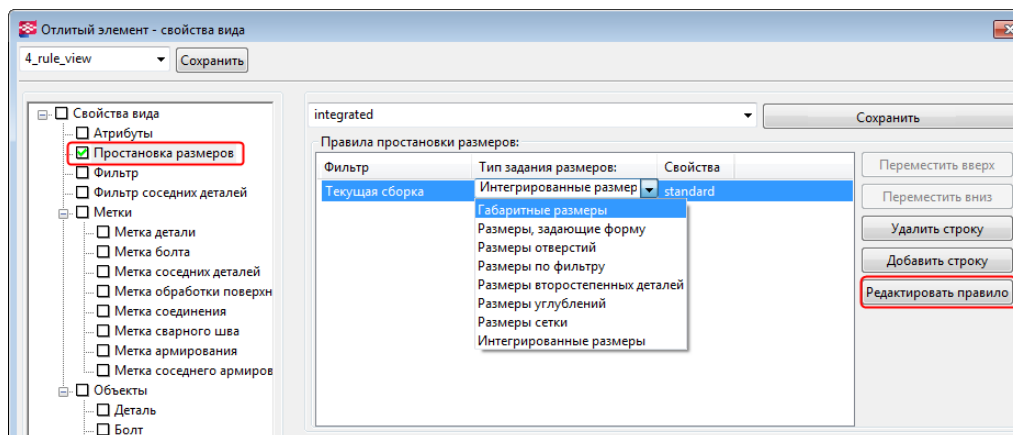 Отлитый элемент - свойства вида
4_rule_view
Сохранить
Свойства вида
Атрибуты
Простановка размеров
Фильтр
Фильтр соседних деталей
Метки
Метка детали
Метка болта
Метка соседних деталей
Метка обработки поверхн
Метка соединения
Метка сварного шва
Метка армирования
Метка соседнего армиров
Объекты
Деталь
Болт
integrated
Сохранить
Правила простановки размеров:
Фильтр Тип задания размеров: Свойства
Текущая сборка Интегрированные размер standard
Габаритные размеры
Размеры, задающие форму
Размеры отверстий
Размеры по фильтру
Размеры второстепенных деталей
Размеры углублений
Размеры сетки
Интегрированные размеры
Переместить вверх
Переместить вниз
Удалить строку
Добавить строку
Редактировать правило